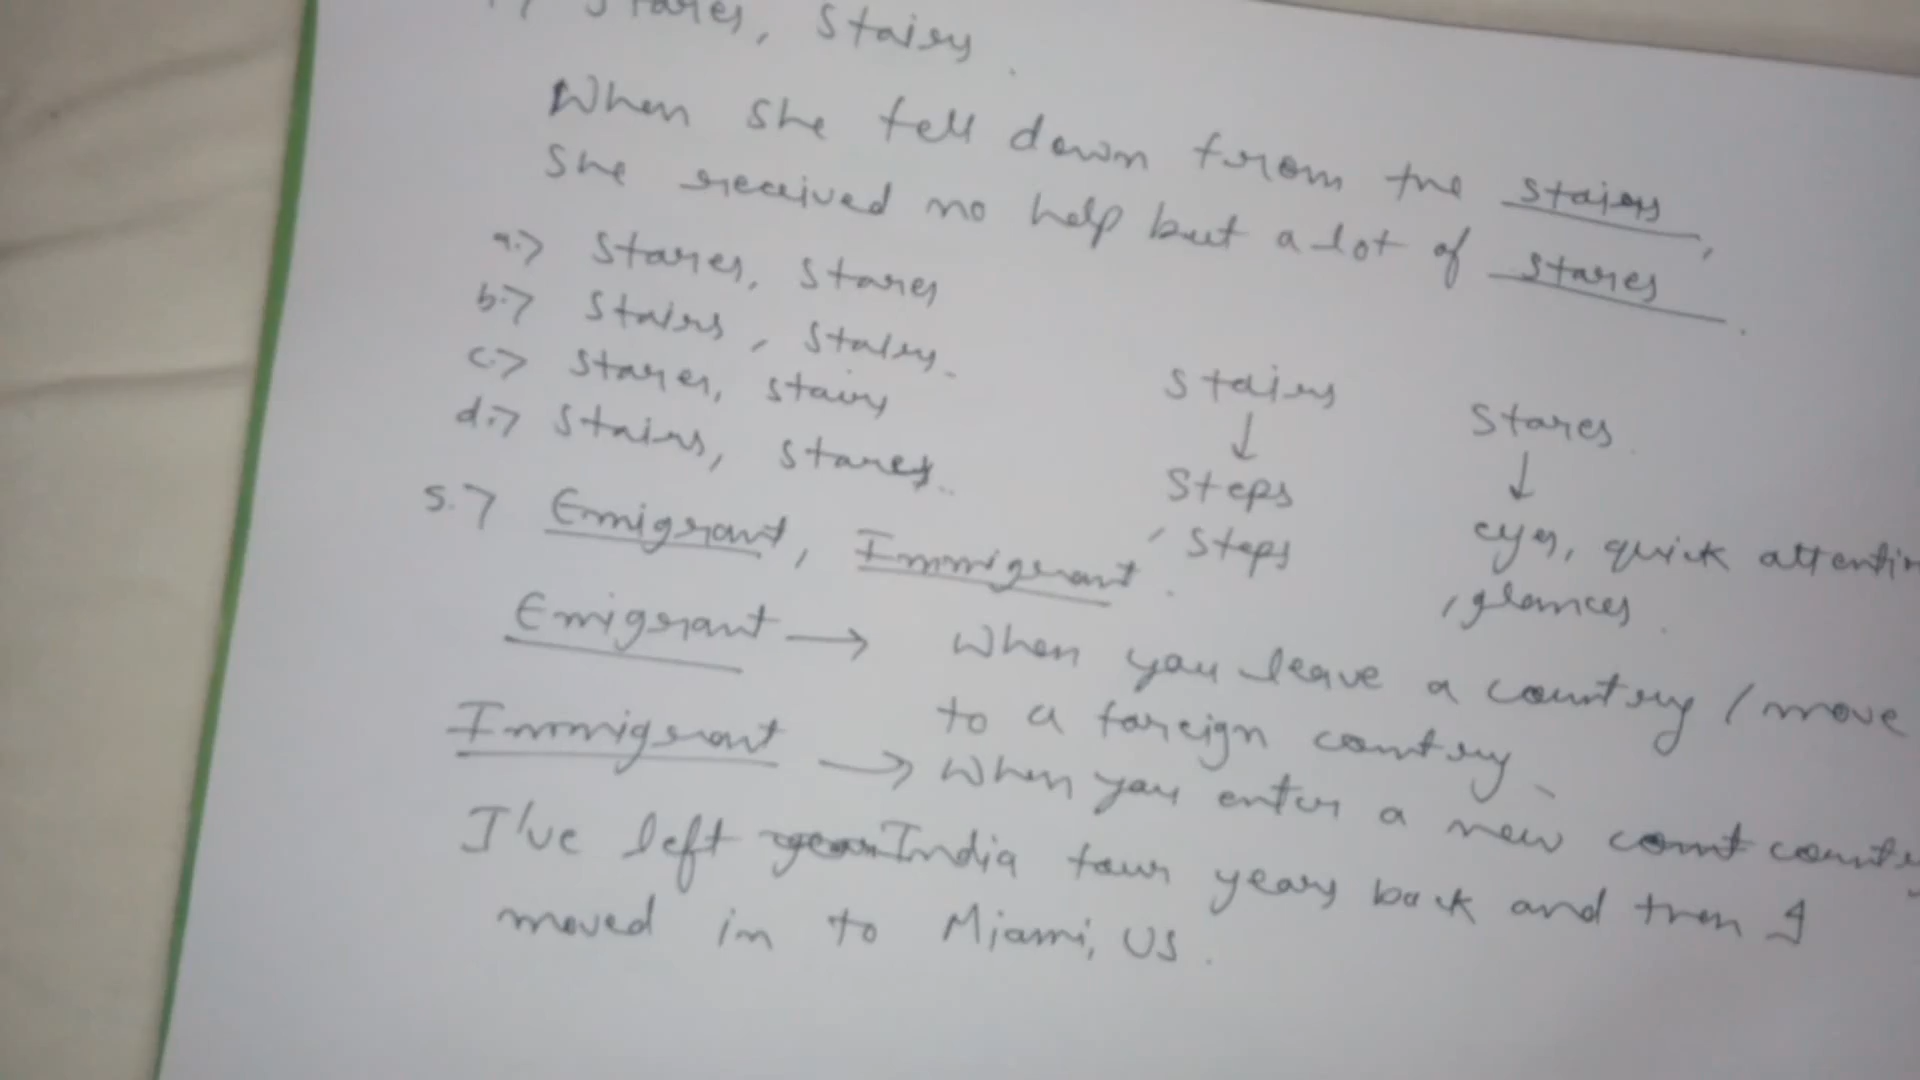 Stares, Stairs.
When she fell down from the stairs,
She received no help but a lot of stares.
a.> Stares, Stares
b.> Stairs, Stairs.
c.> Stares, stairs
d.> Stairs, Stares..
Stairs
↓
Steps
, Steps
Stares.
↓
eyes, quick attention
, glances.
5.> Emigrant, Immigrant.
Emigrant → When you leave a country / move
to a foreign country.
Immigrant → When you enter a new count country
I've left India four years back and then I
moved in to Miami, US.